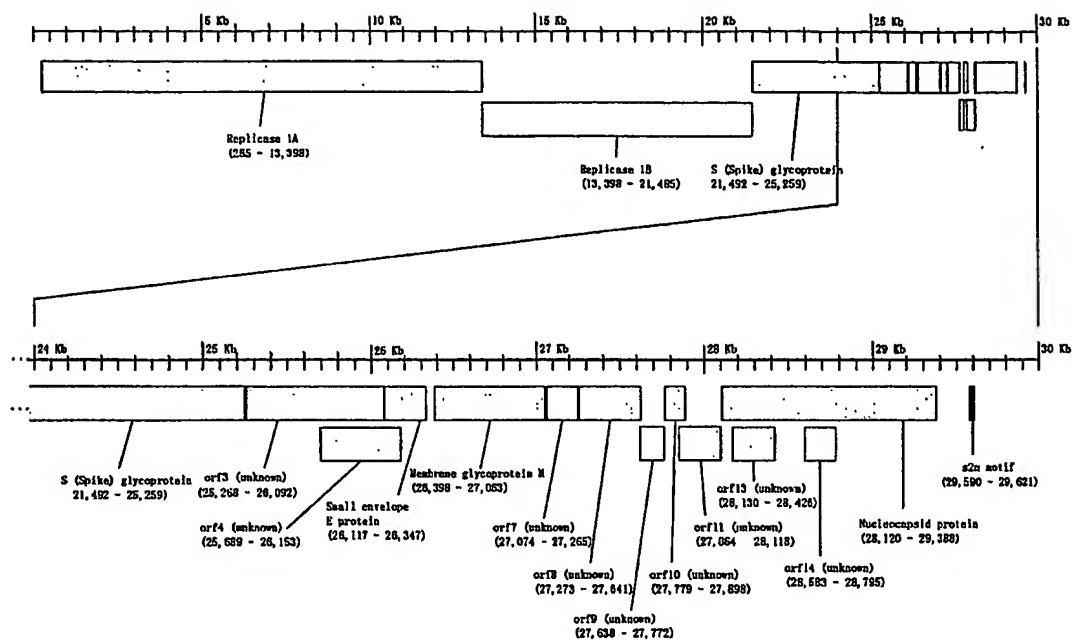 5 Kb
10 Kb
15 Kb
20 Kb
25 Kb
30 Kb
Replicase 1A
(265 - 13,398)
Replicase 1B
(13,398 - 21,485)
S (Spike) glycoprotein
21,492 - 25,259)
24 Kb
25 Kb
26 Kb
27 Kb
28 Kb
29 Kb
30 Kb
S (Spike) glycoprotein
21,492 - 25,259)
orf3 (unknown)
(25,268 - 26,092)
orf4 (unknown)
(25,689 - 26,153)
Small envelope
E protein
(26,117 - 26,347)
Membrane glycoprotein M
(26,398 - 27,063)
orf7 (unknown)
(27,074 - 27,265)
orf8 (unknown)
(27,273 - 27,641)
orf9 (unknown)
(27,638 - 27,772)
orf10 (unknown)
(27,779 - 27,898)
orf11 (unknown)
(27,864 28,118)
orf13 (unknown)
(28,130 - 28,426)
orf14 (unknown)
(28,583 - 28,795)
Nucleocapsid protein
(28,120 - 29,388)
s2m motif
(29,590 - 29,621)